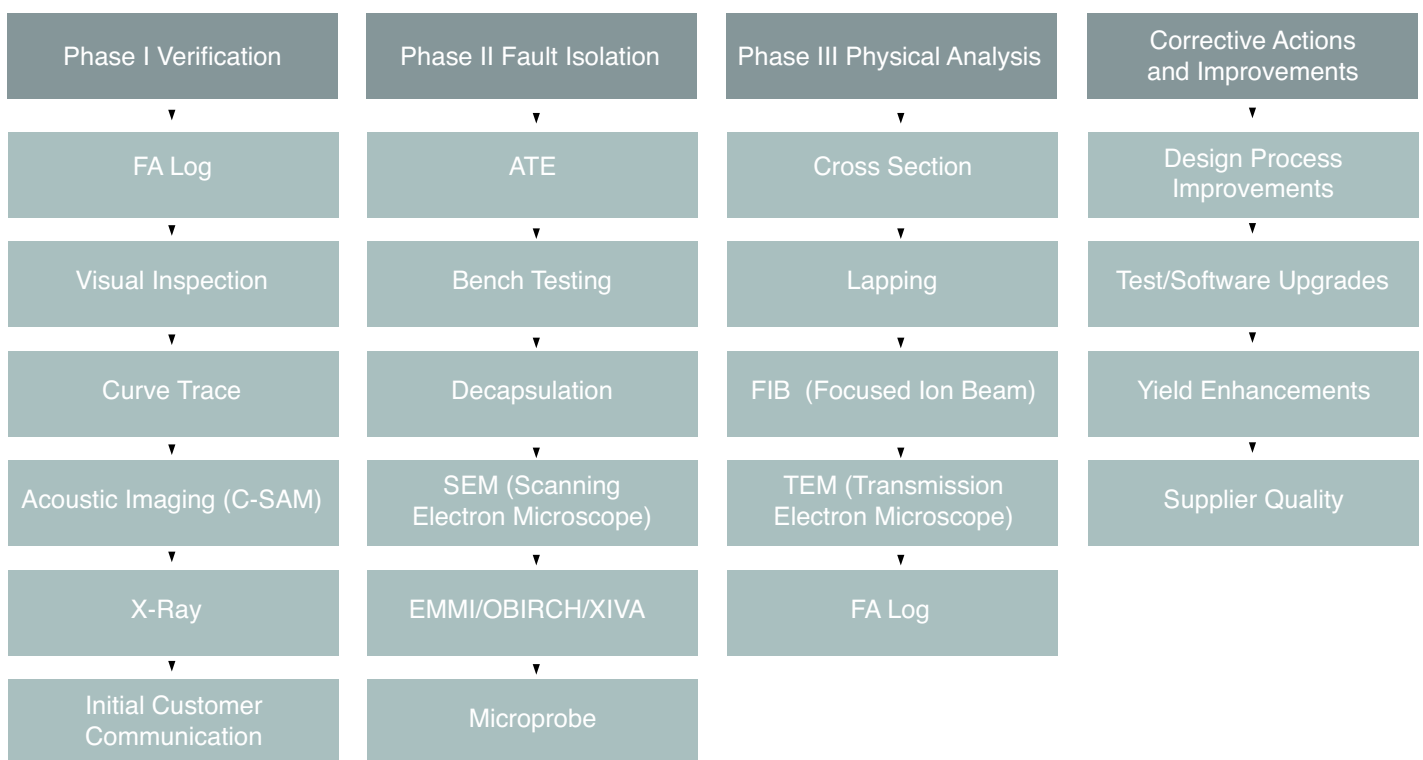 Phase I Verification
FA Log
Visual Inspection
Curve Trace
Acoustic Imaging (C-SAM)
X-Ray
Initial Customer
Communication
Phase II Fault Isolation
ATE
Bench Testing
Decapsulation
SEM (Scanning
Electron Microscope)
EMMI/OBIRCH/XIVA
Microprobe
Phase III Physical Analysis
Cross Section
Lapping
FIB (Focused Ion Beam)
TEM (Transmission
Electron Microscope)
FA Log
Corrective Actions
and Improvements
Design Process
Improvements
Test/Software Upgrades
Yield Enhancements
Supplier Quality